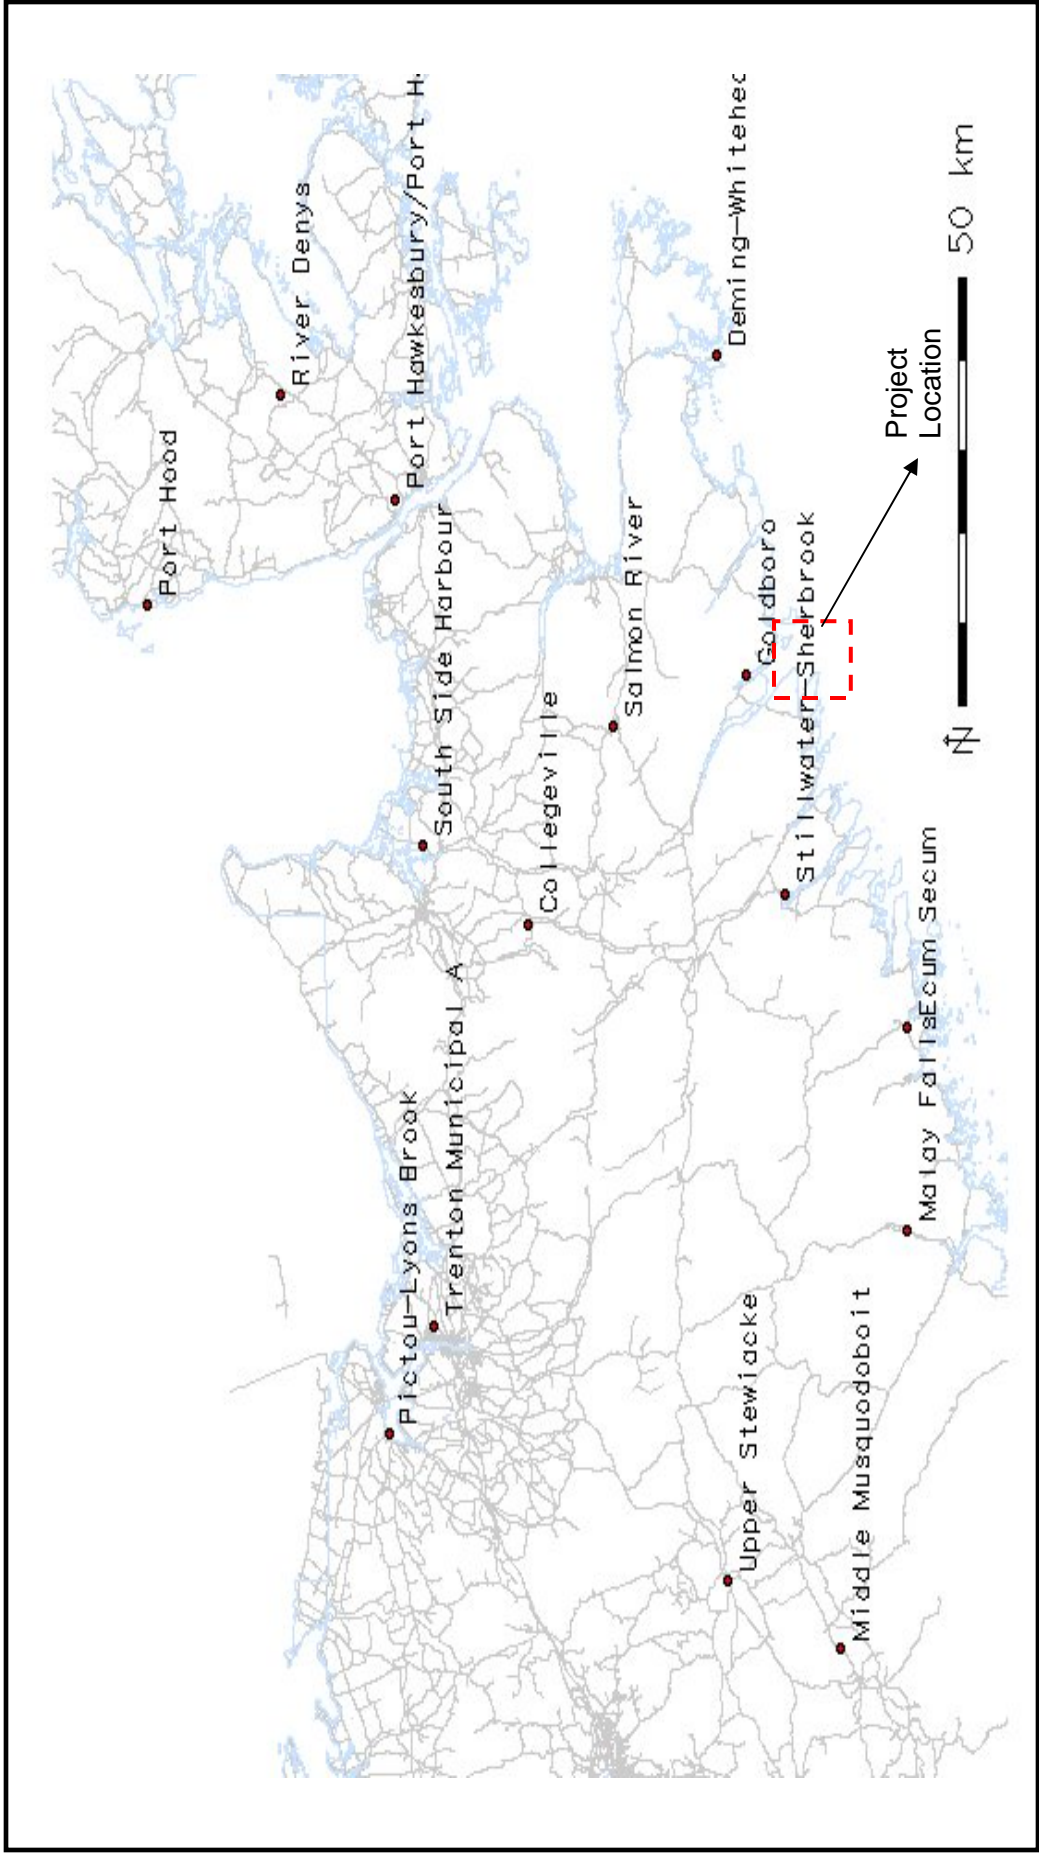 Port Hood
River Denys
Port Hawkesbury/Port H
South Side Harbour
Pictou-Lyons Brook
Trenton Municipal A
Collegeville
Salmon River
Deming-Whitehec
Goldboro
Upper Stewiacke
Stillwater-Sherbrook
Middle Musquodoboit
Malay Falls
Ecum Secum
Project
Location
N
50 km